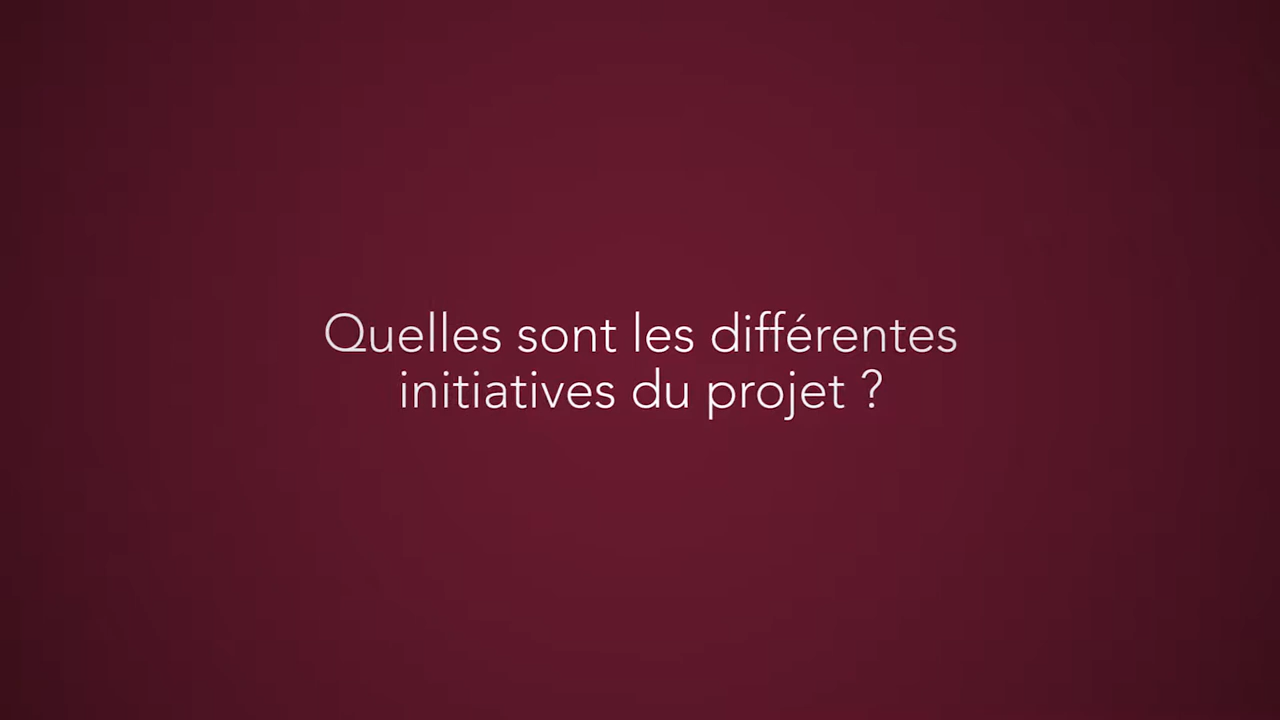 Quelles sont les différentes
initiatives du projet ?